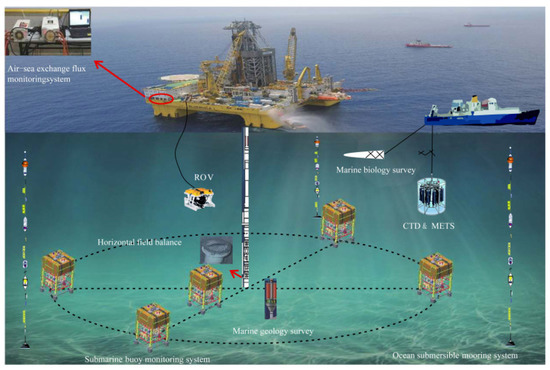 Air-sea exchange flux
monitoringsystem
ROV
Marine biology survey
CTD & METS
Horizontal field balance
Marine geology survey
Submarine buoy monitoring system
Ocean submersible mooring system